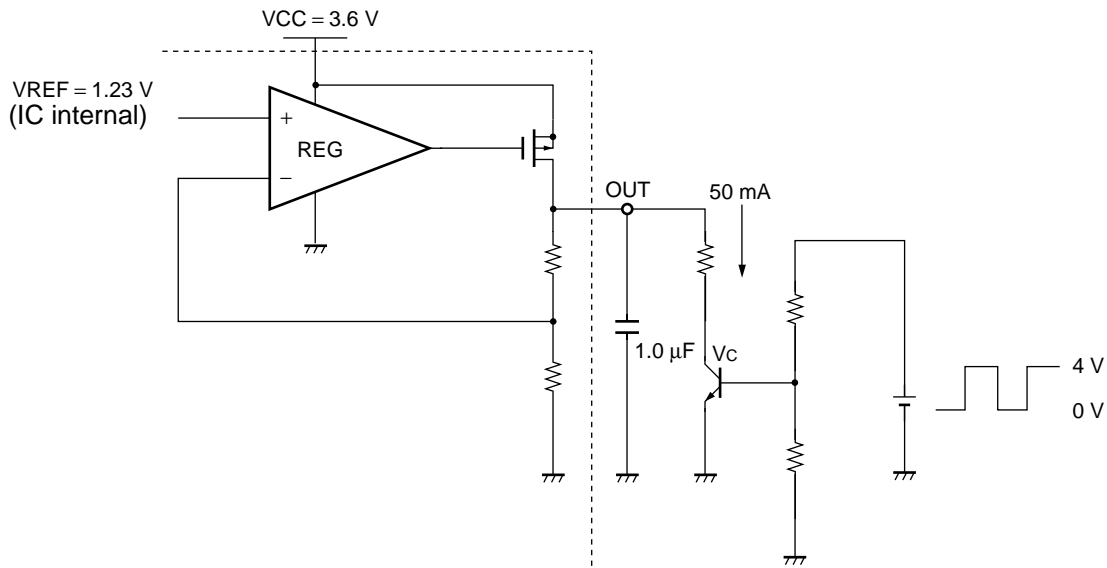 VCC = 3.6 V
VREF = 1.23 V
(IC internal)
+
REG
−
OUT
50 mA
1.0 μF
VC
4 V
0 V